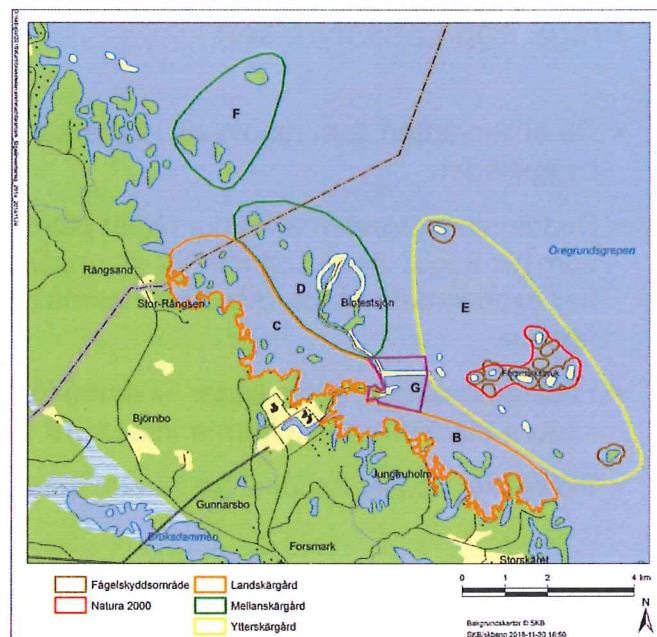 F
Öregrundsgrepen
Rångsand
D
E
Stor-Rångsen
Biotestsjön
C
G
Björnbo
B
Jungfruholm
Gunnarsbo
Bruksdammen
Forsmark
Storskäret
Fågelskyddsområde
Landskärgård
0 1 2 4 km
Natura 2000
Mellanskärgård
Ytterskärgård
N
Bakgrundskartor © SKB